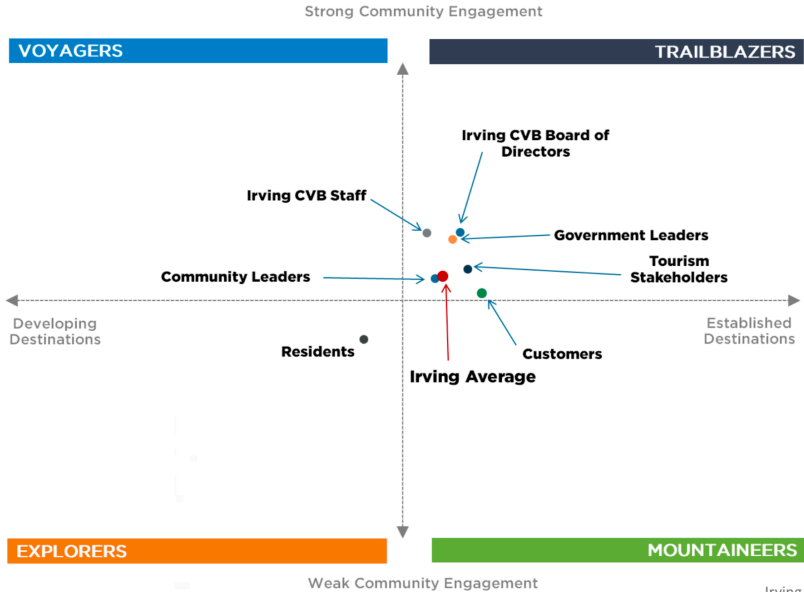 Strong Community Engagement
VOYAGERS
TRAILBLAZERS
Irving CVB Board of
Directors
Irving CVB Staff
Government Leaders
Tourism
Stakeholders
Community Leaders
Developing
Destinations
Established
Destinations
Residents
Customers
Irving Average
EXPLORERS
MOUNTAINEERS
Weak Community Engagement
Irving